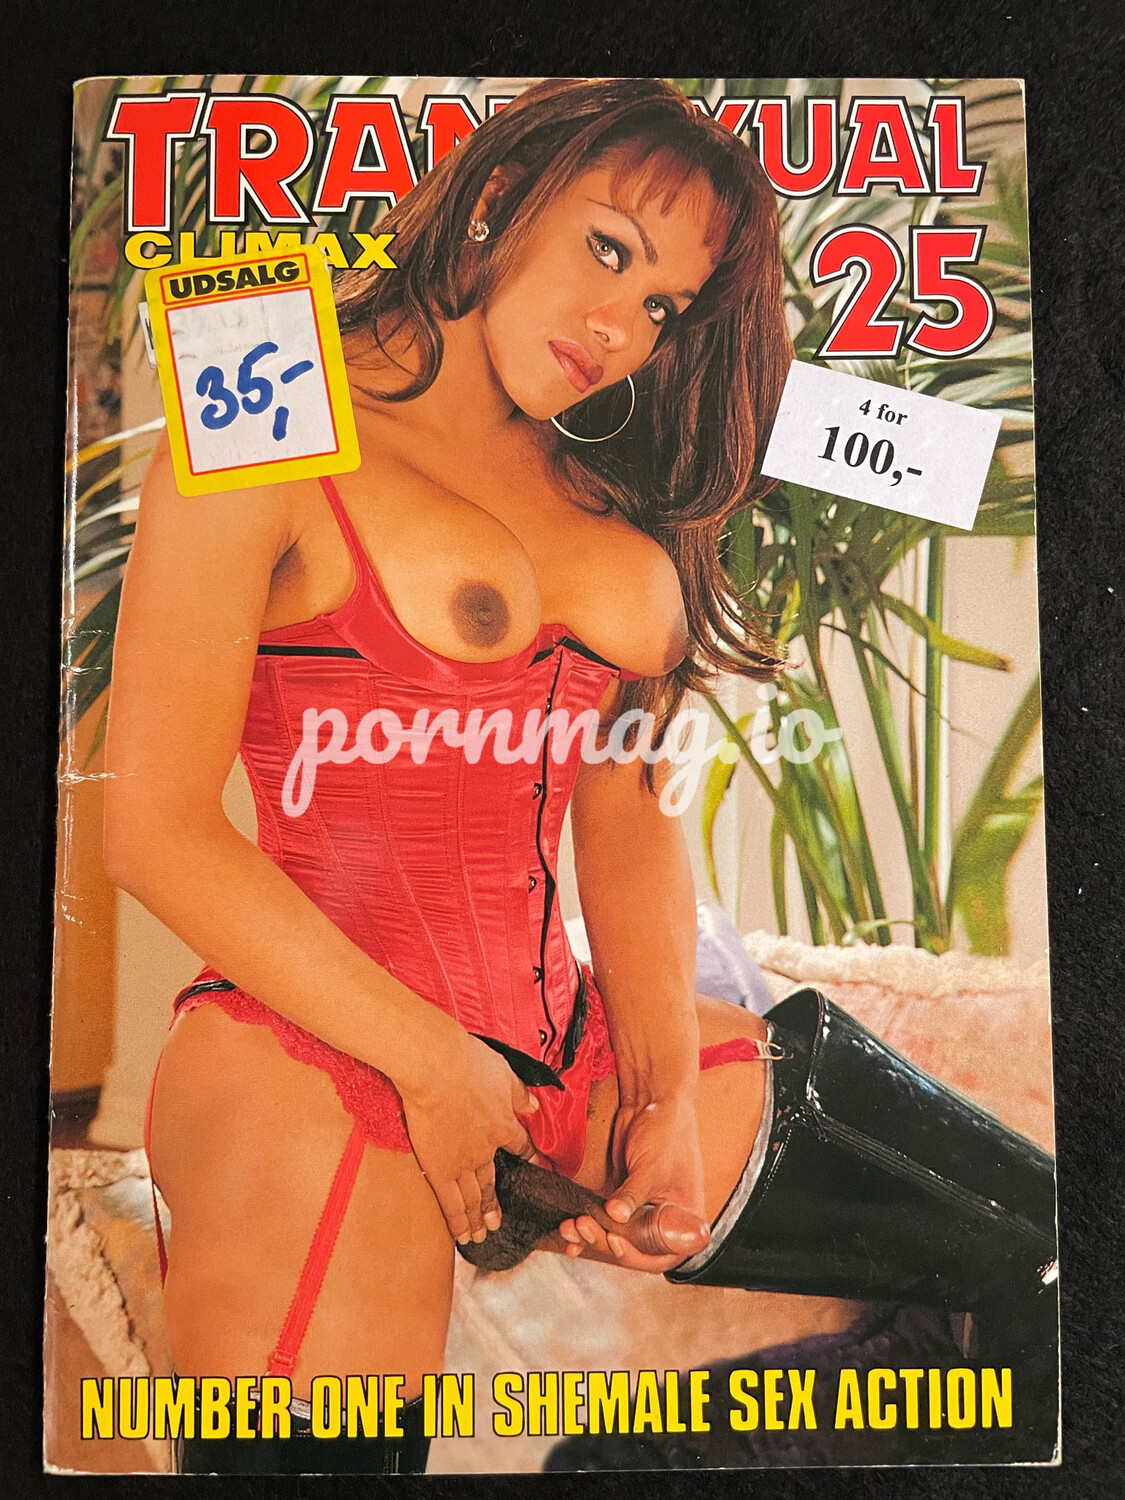 TRAN XUAL
CLIMAX
25
UDSALG
35,-
4 for
100,-
pornmag.io
NUMBER ONE IN SHEMALE SEX ACTION